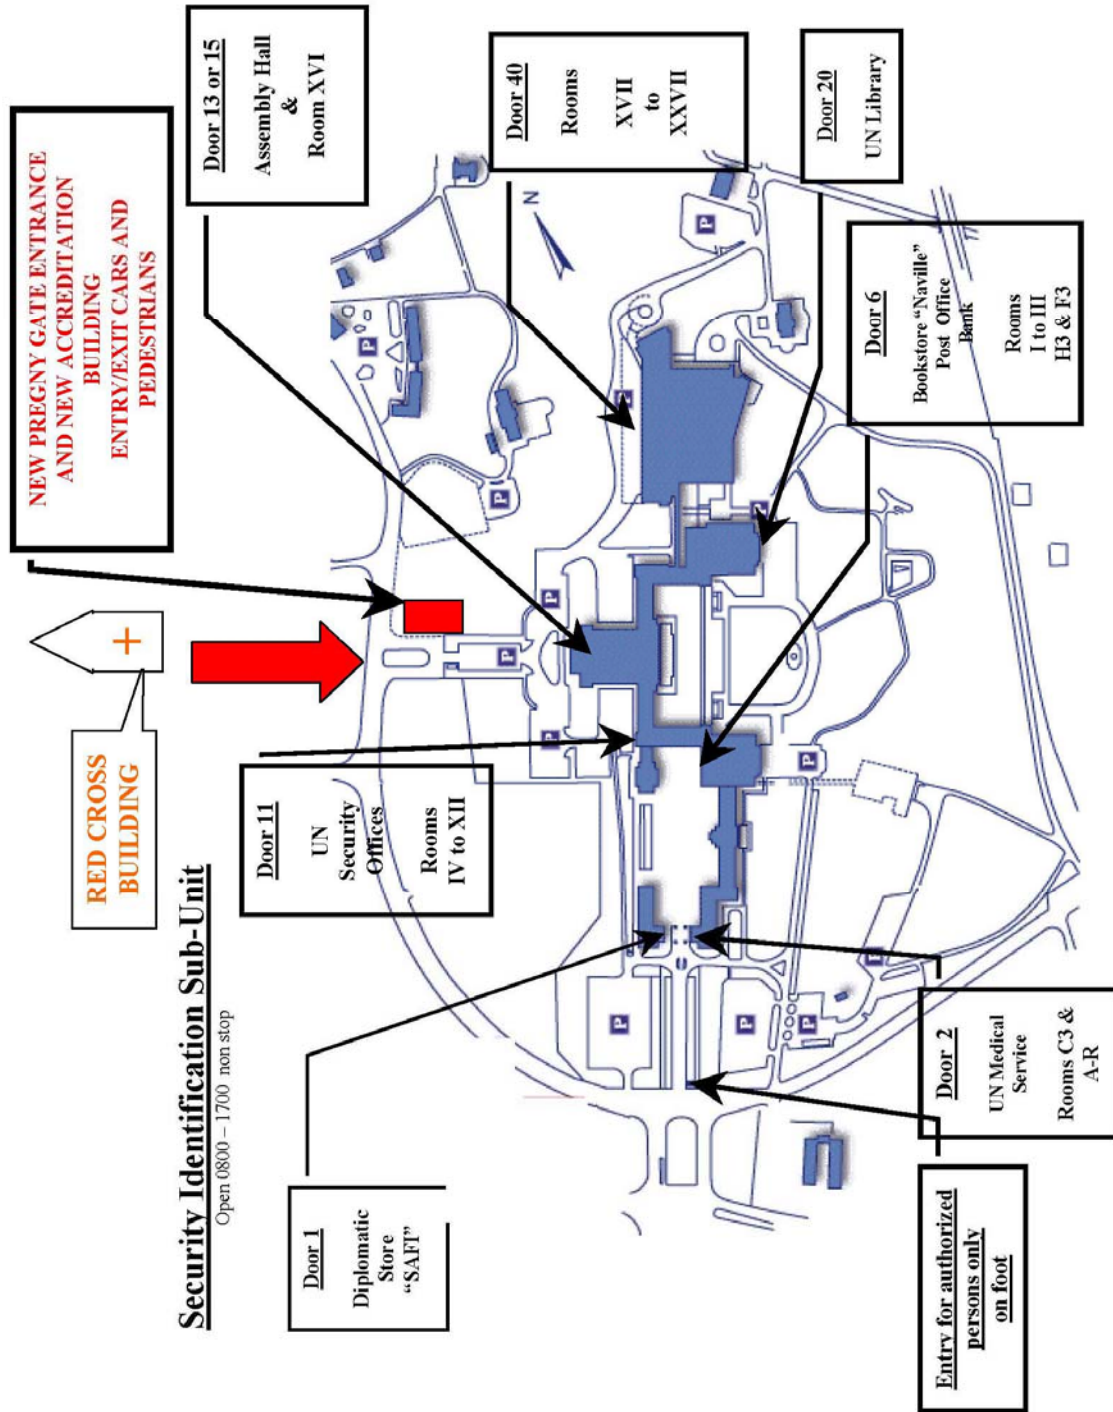 Security Identification Sub-Unit
Open 0800 – 1700 non stop
RED CROSS
BUILDING
NEW PREGNY GATE ENTRANCE
AND NEW ACCREDITATION
BUILDING
ENTRY/EXIT CARS AND
PEDESTRIANS
Door 1
Diplomatic
Store
“SAFI”
Door 11
UN
Security
Offices
Rooms
IV to XII
Door 13 or 15
Assembly Hall
&
Room XVI
Door 40
Rooms
XVII
to
XXVII
Door 20
UN Library
Door 6
Bookstore “Naville”
Post Office
Bank
Rooms
I to III
H3 & F3
Door 2
UN Medical
Service
Rooms C3 &
A-R
Entry for authorized
persons only
on foot
N
P
P
P
P
P
P
P
P
P
P
P
P
P
P